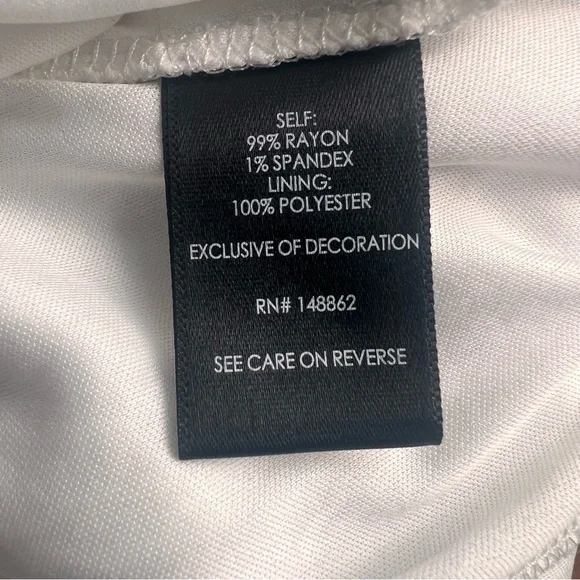 SELF:
99% RAYON
1% SPANDEX
LINING:
100% POLYESTER
EXCLUSIVE OF DECORATION
RN# 148862
SEE CARE ON REVERSE